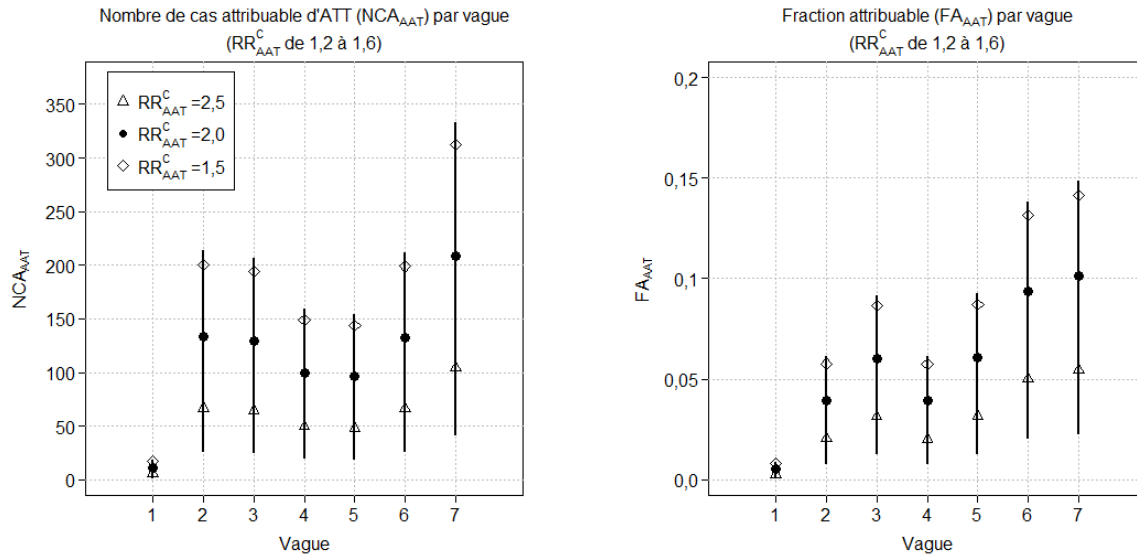 Nombre de cas attribuable d'ATT (NCA_AAT) par vague
(RR^C_AAT de 1,2 à 1,6)
350
300
250
200
150
100
50
0
NCA_AAT
RR^C_AAT =2,5
RR^C_AAT =2,0
RR^C_AAT =1,5
1 2 3 4 5 6 7
Vague
Fraction attribuable (FA_AAT) par vague
(RR^C_AAT de 1,2 à 1,6)
0,2
0,15
0,1
0,05
0,0
FA_AAT
1 2 3 4 5 6 7
Vague